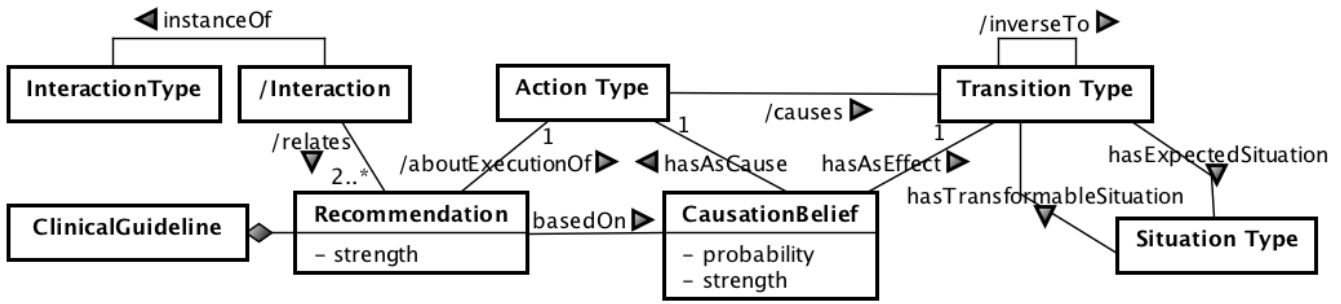 instanceOf
/inverseTo
InteractionType
/Interaction
Action Type
Transition Type
/causes
/relates
1
1
1
/aboutExecutionOf
hasAsCause
hasAsEffect
hasExpectedSituation
2..*
hasTransformableSituation
ClinicalGuideline
Recommendation
basedOn
CausationBelief
Situation Type
- strength
- probability
- strength